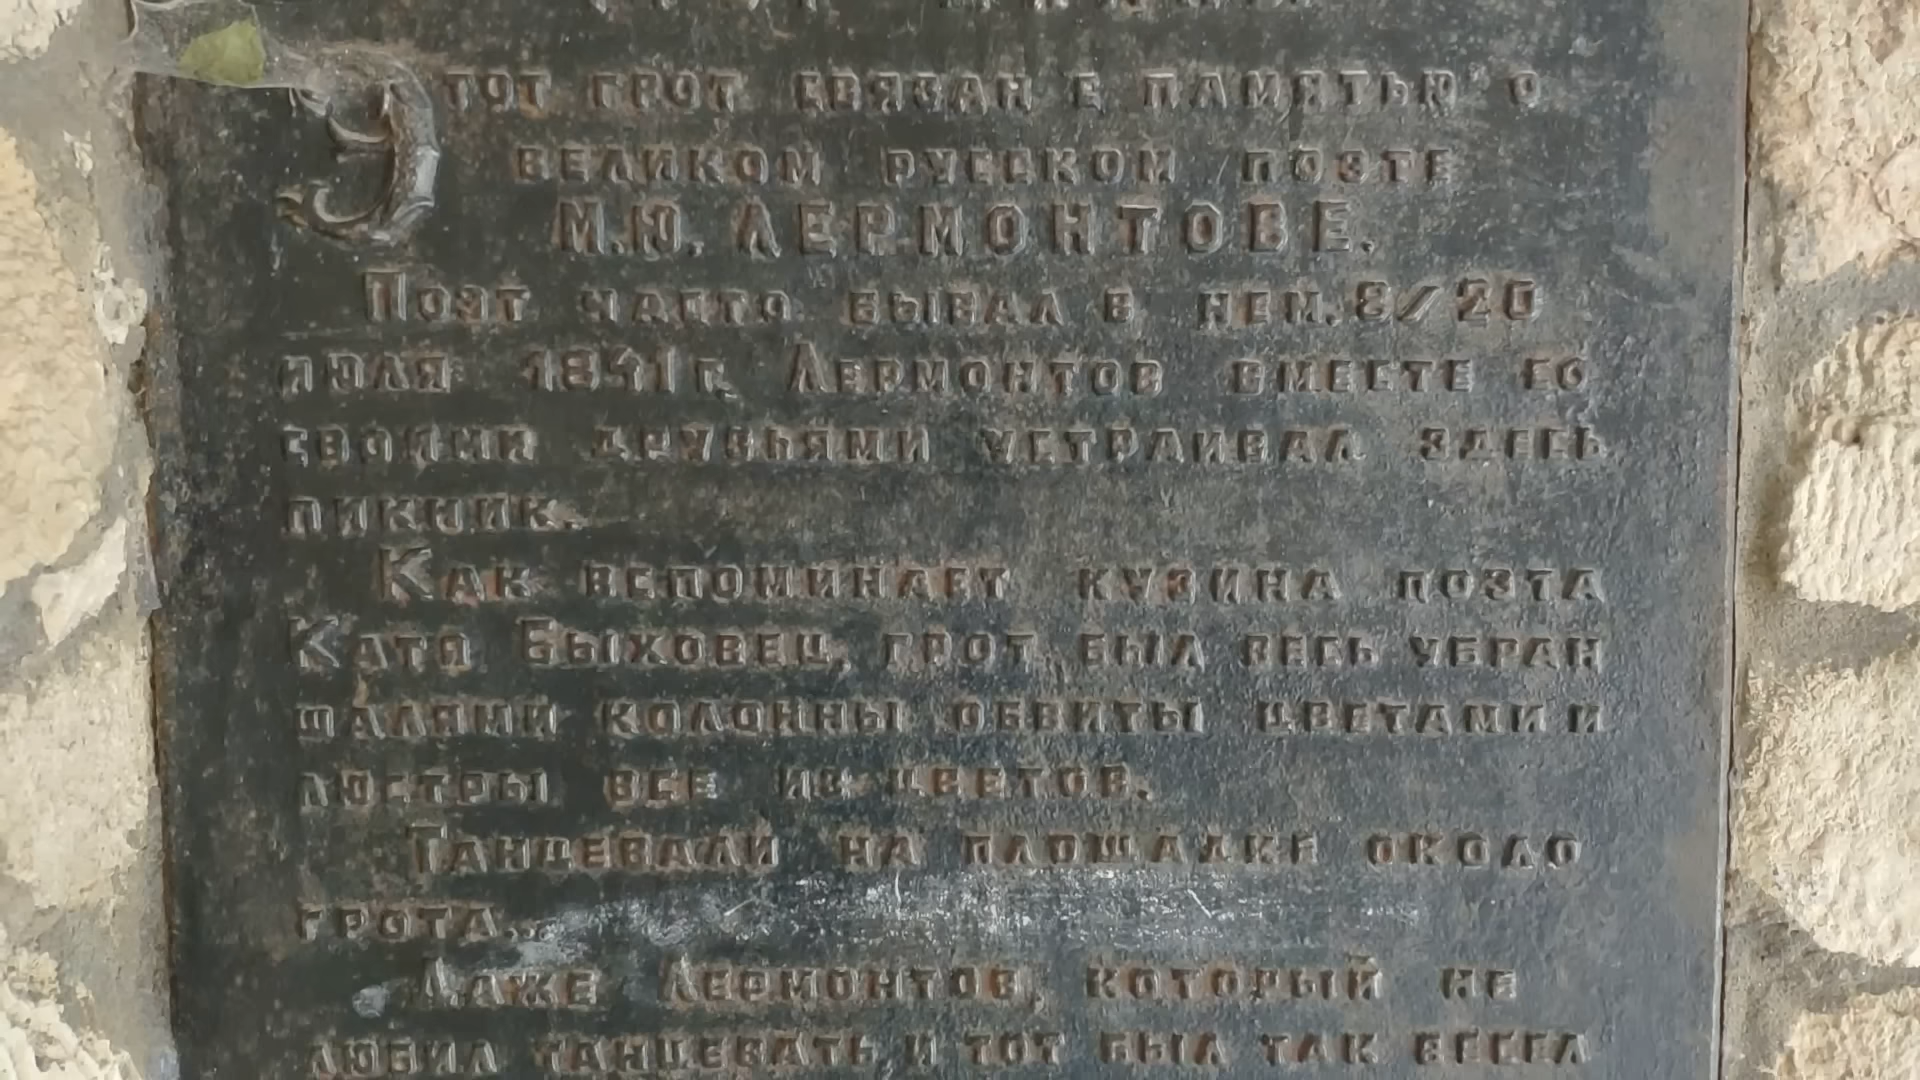 Этот грот связан с памятью о
великом русском поэте
М.Ю. Лермонтове.
Поэт часто бывал в нем. 8/20
июля 1841 г. Лермонтов вместе со
своими друзьями устраивал здесь
пикник.
Как вспоминает кузина поэта
Катя Быховец, грот был весь убран
шалями колонны обвиты цветами и
люстры все из цветов.
Танцевали на площадке около
грота..
Даже Лермонтов, который не
любил танцевать, и тот был так весел